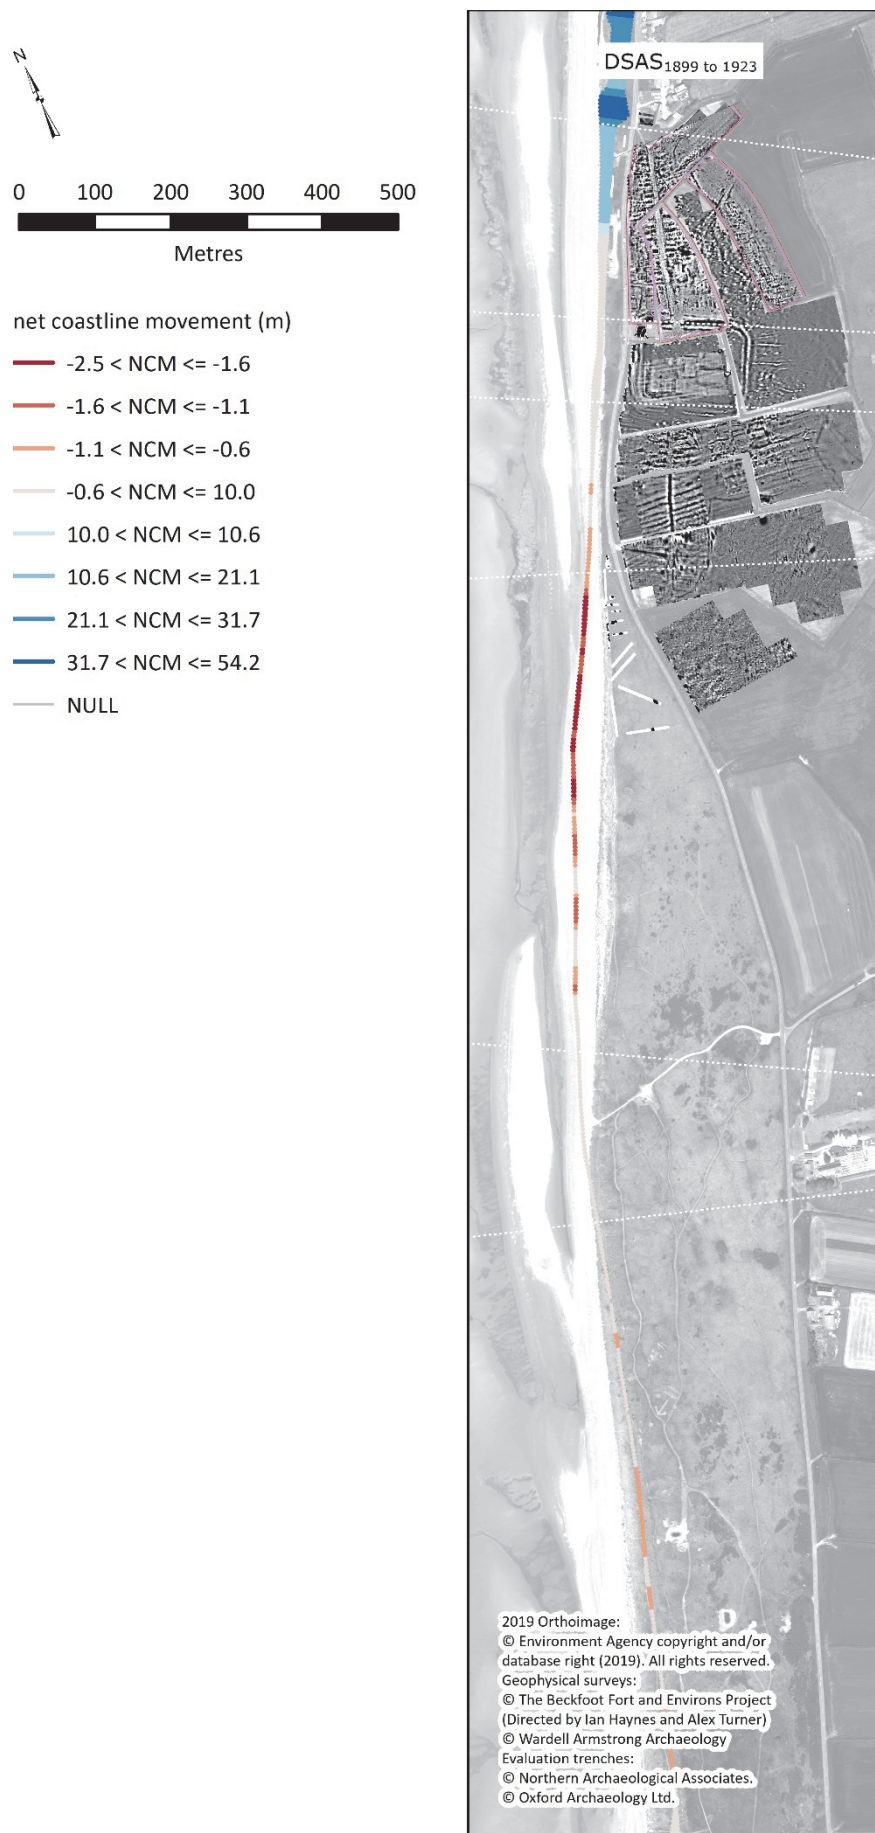 N
0 100 200 300 400 500
Metres
net coastline movement (m)
-2.5 < NCM <= -1.6
-1.6 < NCM <= -1.1
-1.1 < NCM <= -0.6
-0.6 < NCM <= 10.0
10.0 < NCM <= 10.6
10.6 < NCM <= 21.1
21.1 < NCM <= 31.7
31.7 < NCM <= 54.2
NULL
DSAS1899 to 1923
2019 Orthoimage:
© Environment Agency copyright and/or
database right (2019). All rights reserved.
Geophysical surveys:
© The Beckfoot Fort and Environs Project
(Directed by Ian Haynes and Alex Turner)
© Wardell Armstrong Archaeology
Evaluation trenches:
© Northern Archaeological Associates.
© Oxford Archaeology Ltd.